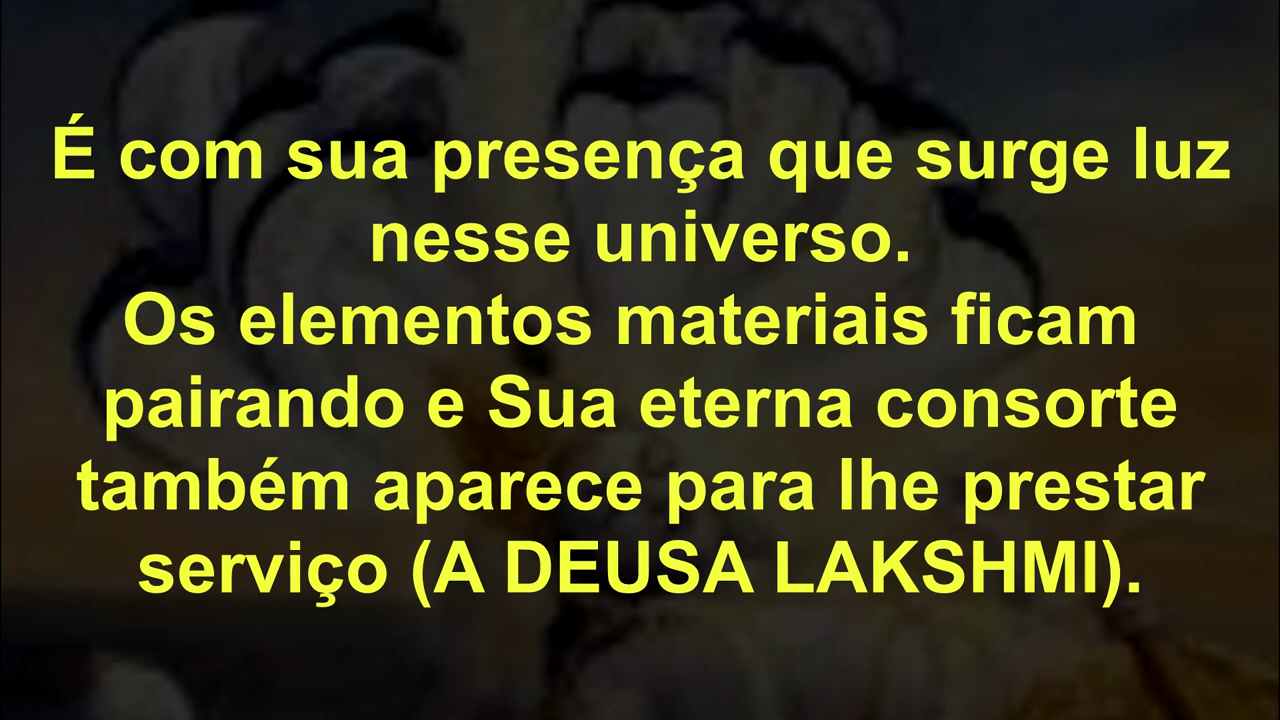 É com sua presença que surge luz
nesse universo.
Os elementos materiais ficam
pairando e Sua eterna consorte
também aparece para lhe prestar
serviço (A DEUSA LAKSHMI).